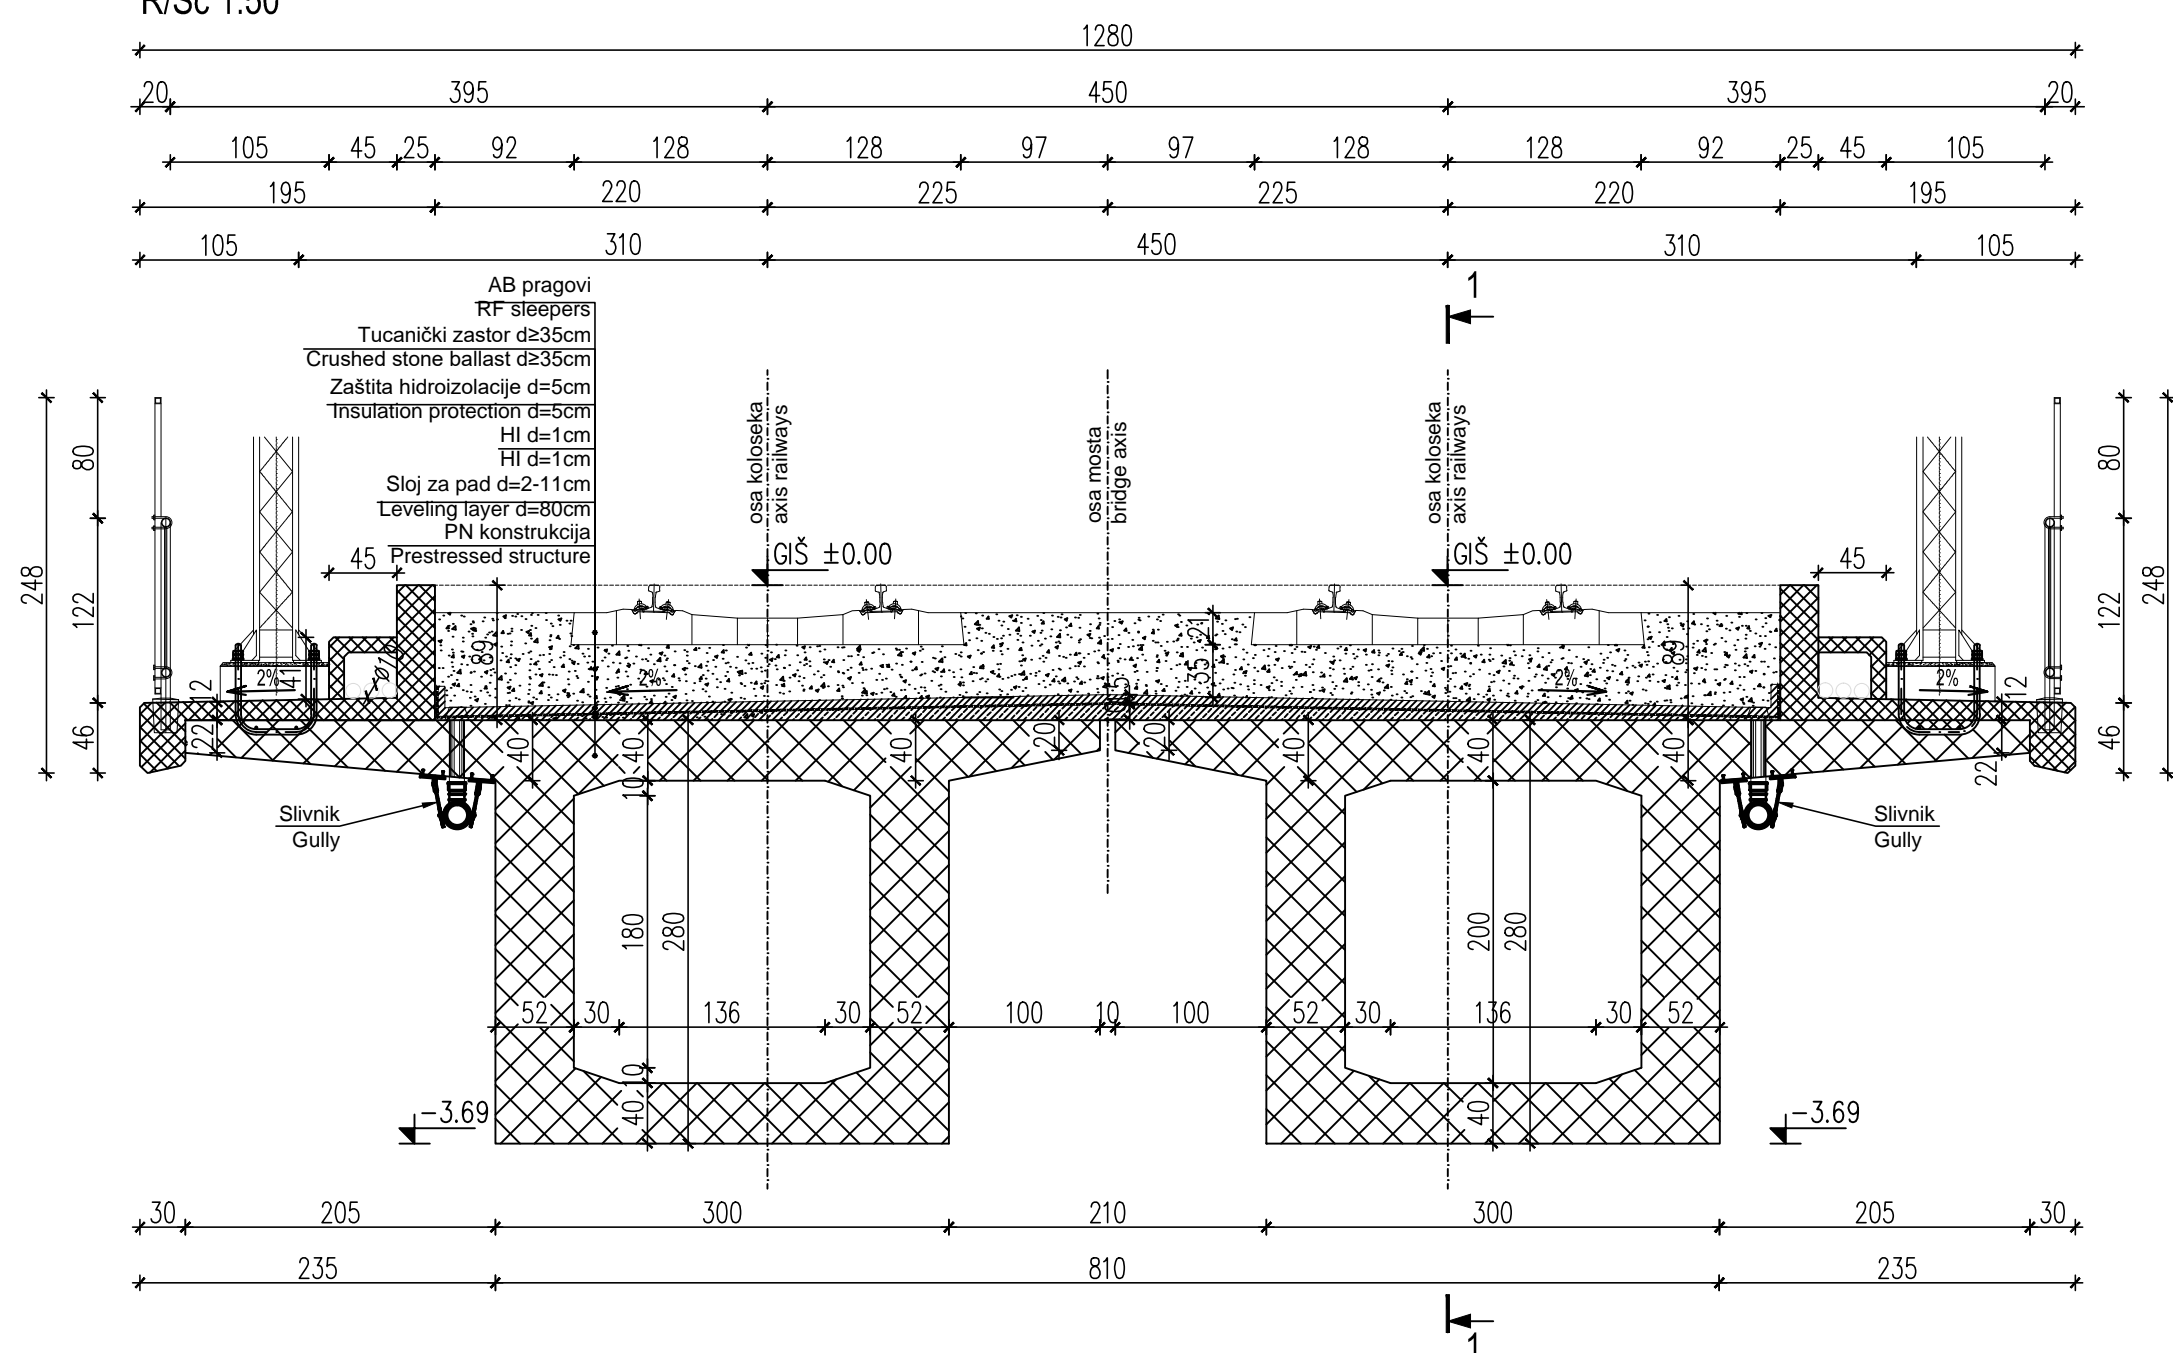 R/Sc 1:50
1280
20 395 450 395 20
105 45 25 92 128 128 97 97 128 128 92 25 45 105
195 220 225 225 220 195
105 310 450 310 105
1
AB pragovi
RF sleepers
Tucanički zastor d≥35cm
Crushed stone ballast d≥35cm
Zaštita hidroizolacije d=5cm
Insulation protection d=5cm
HI d=1cm
HI d=1cm
Sloj za pad d=2-11cm
Leveling layer d=80cm
PN konstrukcija
Prestressed structure
osa koloseka
axis railways
osa mosta
bridge axis
osa koloseka
axis railways
GIŠ ±0.00
GIŠ ±0.00
248
80
122
46
45
45
80
122
46
248
89
21
35
89
2%
41
12
22
2%
2%
2%
12
22
40
40
10
40
20
20
40
40
40
Slivnik
Gully
Slivnik
Gully
180
280
200
280
52 30 136 30 52 100 10 100 52 30 136 30 52
10
40
40
-3.69
-3.69
30 205 300 210 300 205 30
235 810 235
1